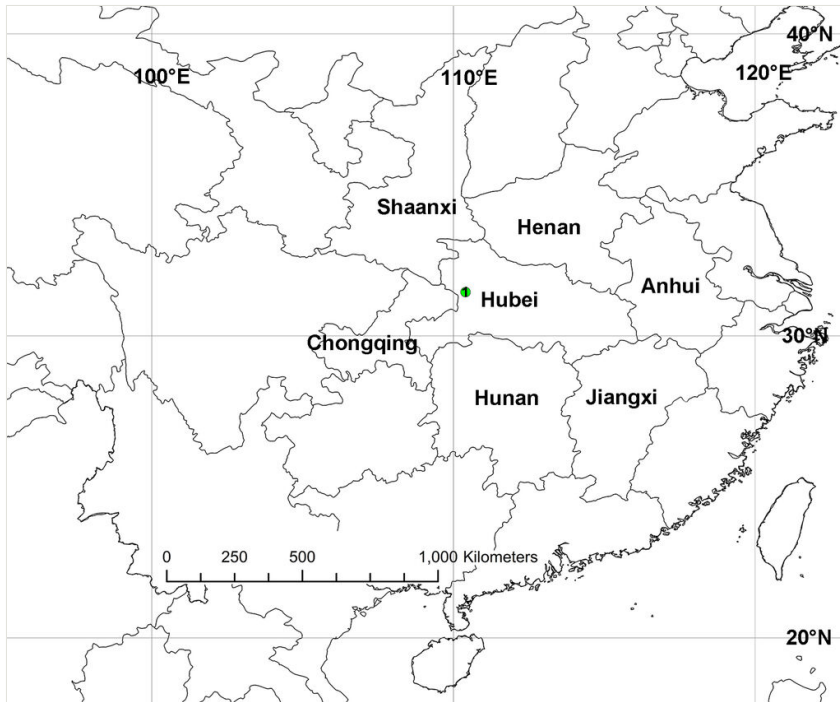 40°N
100°E
110°E
120°E
Shaanxi
Henan
Anhui
1
Hubei
30°N
Chongqing
Hunan
Jiangxi
0 250 500 1,000 Kilometers
20°N